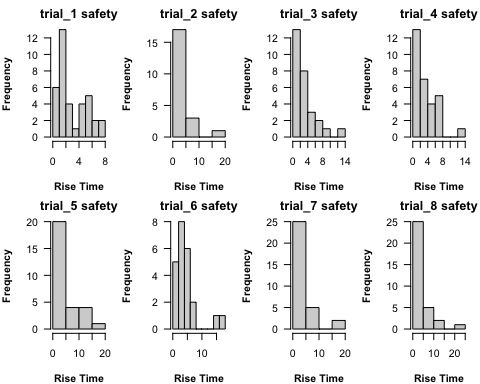 trial_1 safety
Frequency
0 2 4 6 8 10 12
0 4 8
Rise Time
trial_2 safety
Frequency
0 5 10 15
0 10 20
Rise Time
trial_3 safety
Frequency
0 2 4 6 8 10 12
0 4 8 14
Rise Time
trial_4 safety
Frequency
0 2 4 6 8 10 12
0 4 8 14
Rise Time
trial_5 safety
Frequency
0 5 10 15 20
0 10 20
Rise Time
trial_6 safety
Frequency
0 2 4 6 8
0 10
Rise Time
trial_7 safety
Frequency
0 5 10 15 20 25
0 10 20
Rise Time
trial_8 safety
Frequency
0 5 10 15 20 25
0 10 20
Rise Time